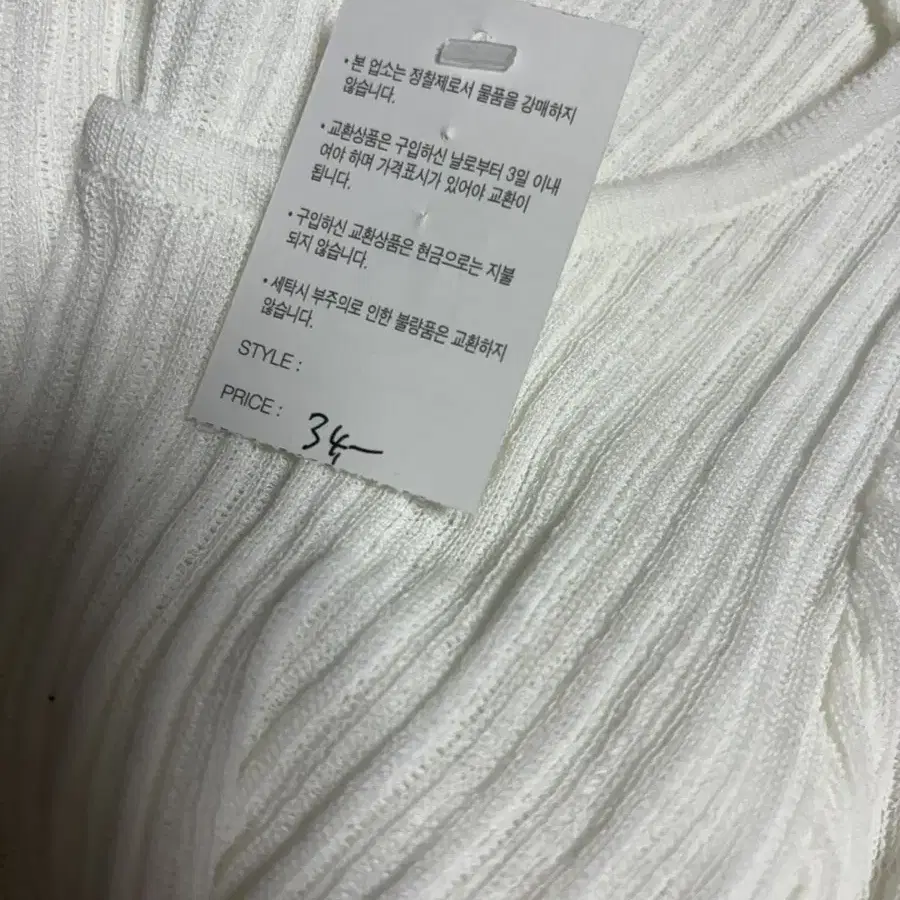 • 본 업소는 정찰제로서 물품을 강매하지
않습니다.
• 교환상품은 구입하신 날로부터 3일 이내
여야 하며 가격표시가 있어야 교환이
됩니다.
• 구입하신 교환상품은 현금으로는 지불
되지 않습니다.
• 세탁시 부주의로 인한 불량품은 교환하지
않습니다.
STYLE :
PRICE : 34,-